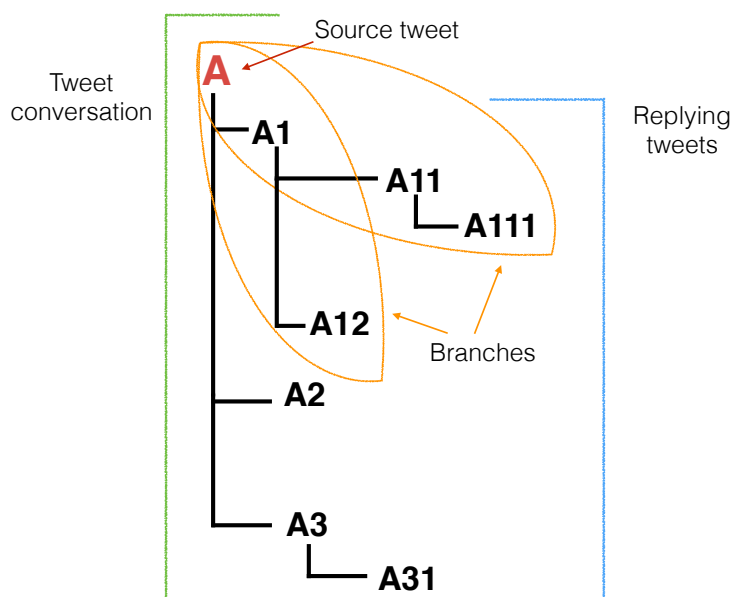 Source tweet
A
Tweet
conversation
Replying
tweets
A1
A11
A111
A12
Branches
A2
A3
A31